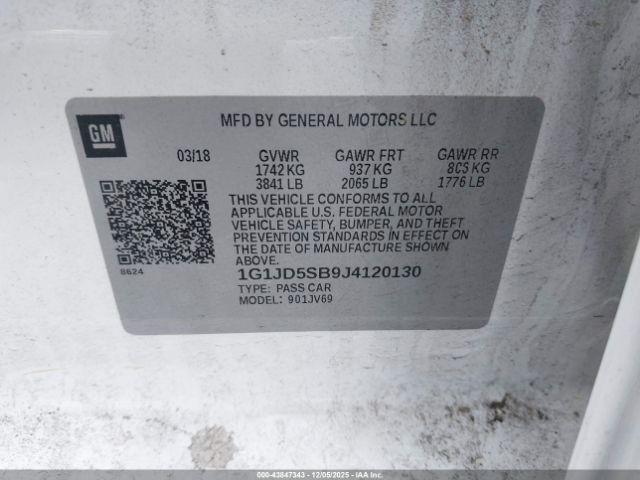 GM
MFD BY GENERAL MOTORS LLC
03/18 GVWR GAWR FRT GAWR RR
1742 KG 937 KG 805 KG
3841 LB 2065 LB 1776 LB
THIS VEHICLE CONFORMS TO ALL
APPLICABLE U.S. FEDERAL MOTOR
VEHICLE SAFETY, BUMPER, AND THEFT
PREVENTION STANDARDS IN EFFECT
ON THE DATE OF MANUFACTURE SHOWN
ABOVE.
8624
1G1JD5SB9J4120130
TYPE: PASS CAR
MODEL: 901JV69
000-43847343 - 12/05/2025 - IAAI.COM